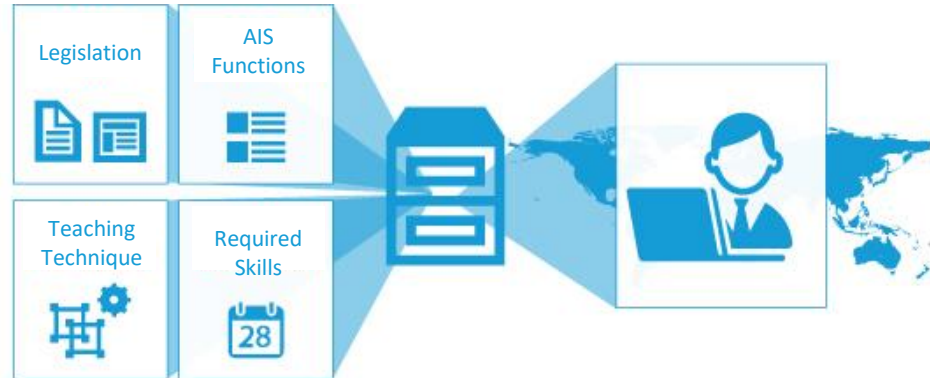 Legislation
AIS
Functions
Teaching
Technique
Required
Skills
28